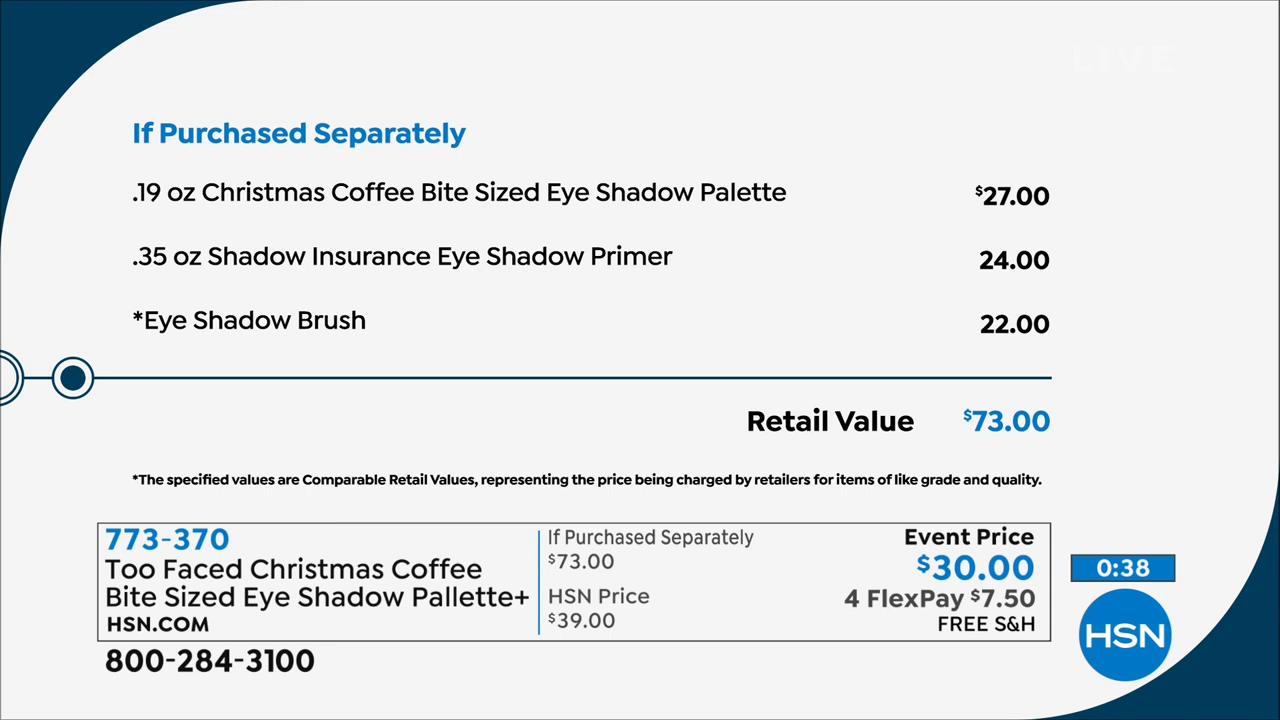 LIVE
If Purchased Separately
.19 oz Christmas Coffee Bite Sized Eye Shadow Palette $27.00
.35 oz Shadow Insurance Eye Shadow Primer 24.00
*Eye Shadow Brush 22.00
Retail Value $73.00
*The specified values are Comparable Retail Values, representing the price being charged by retailers for items of like grade and quality.
773-370
Too Faced Christmas Coffee
Bite Sized Eye Shadow Pallette+
HSN.COM
If Purchased Separately
$73.00
HSN Price
$39.00
Event Price
$30.00
4 FlexPay $7.50
FREE S&H
0:38
HSN
800-284-3100